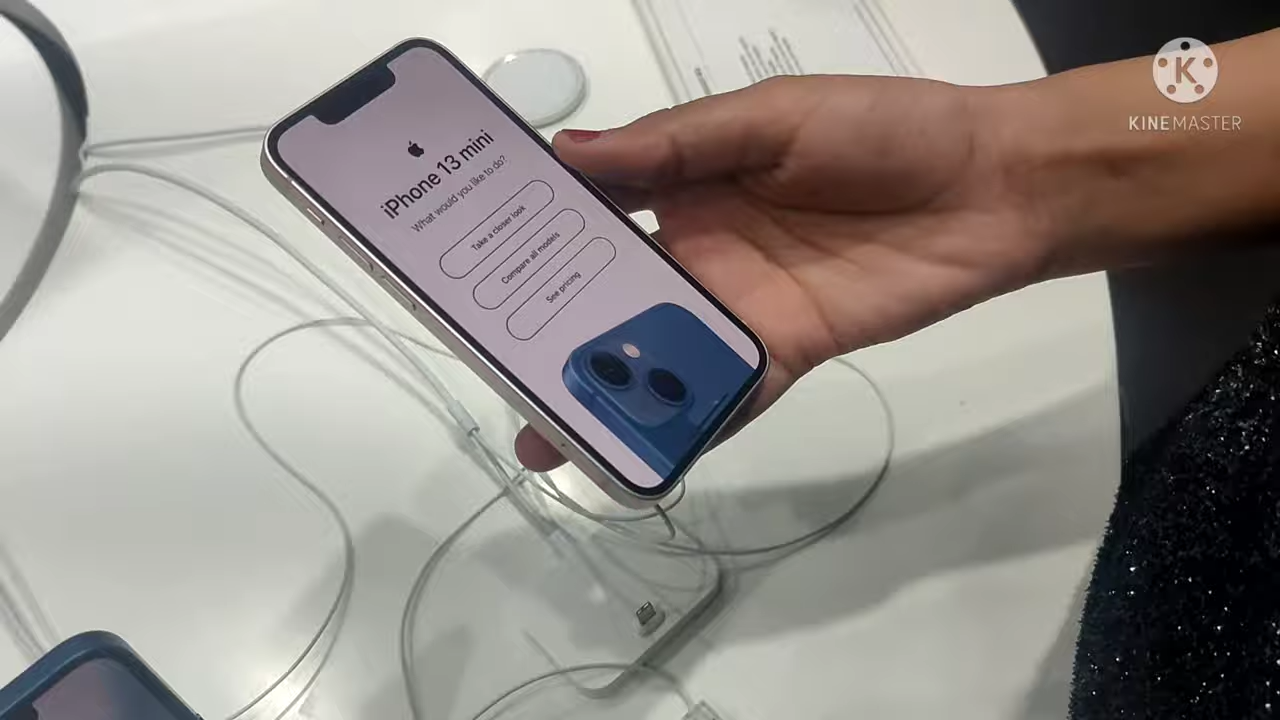 iPhone 13 mini
What would you like to do?
Take a closer look
Compare all models
See pricing
K
KINEMASTER